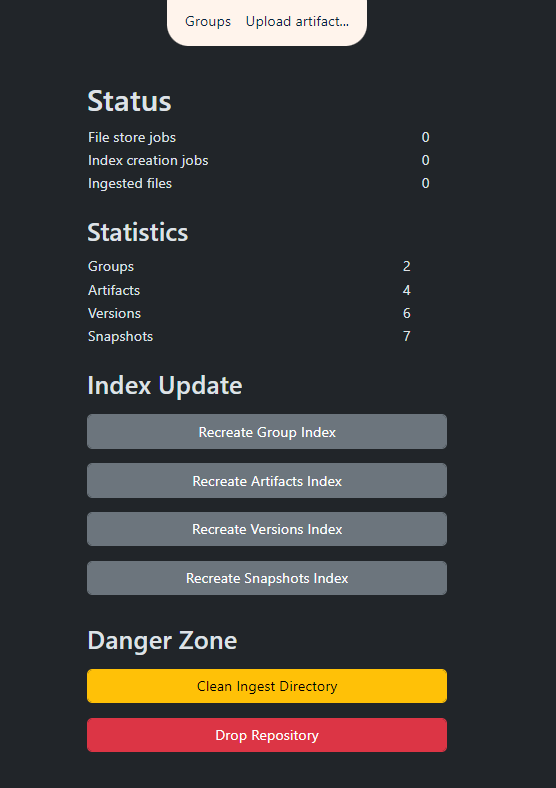 Groups Upload artifact...
Status
File store jobs 0
Index creation jobs 0
Ingested files 0
Statistics
Groups 2
Artifacts 4
Versions 6
Snapshots 7
Index Update
Recreate Group Index
Recreate Artifacts Index
Recreate Versions Index
Recreate Snapshots Index
Danger Zone
Clean Ingest Directory
Drop Repository